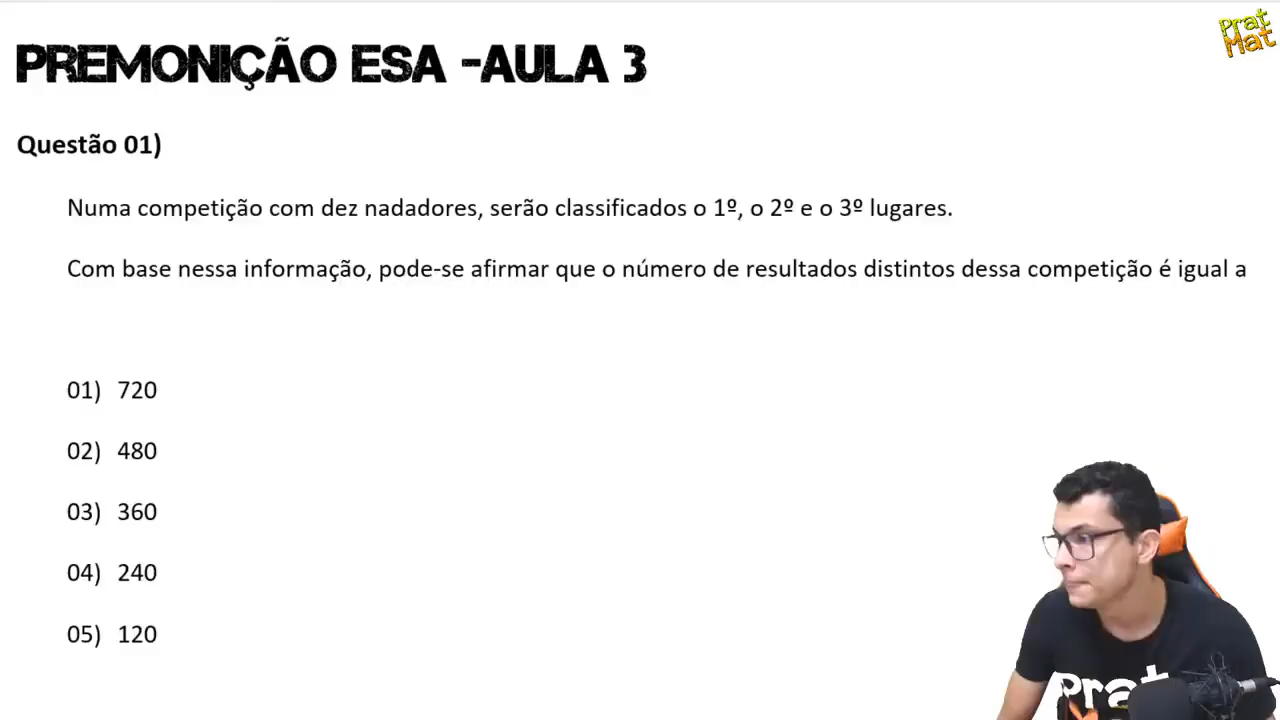 Prat
Mat
PREMONIÇÃO ESA -AULA 3
Questão 01)
Numa competição com dez nadadores, serão classificados o 1º, o 2º e o 3º lugares.
Com base nessa informação, pode-se afirmar que o número de resultados distintos dessa competição é igual a
01) 720
02) 480
03) 360
04) 240
05) 120
Prat